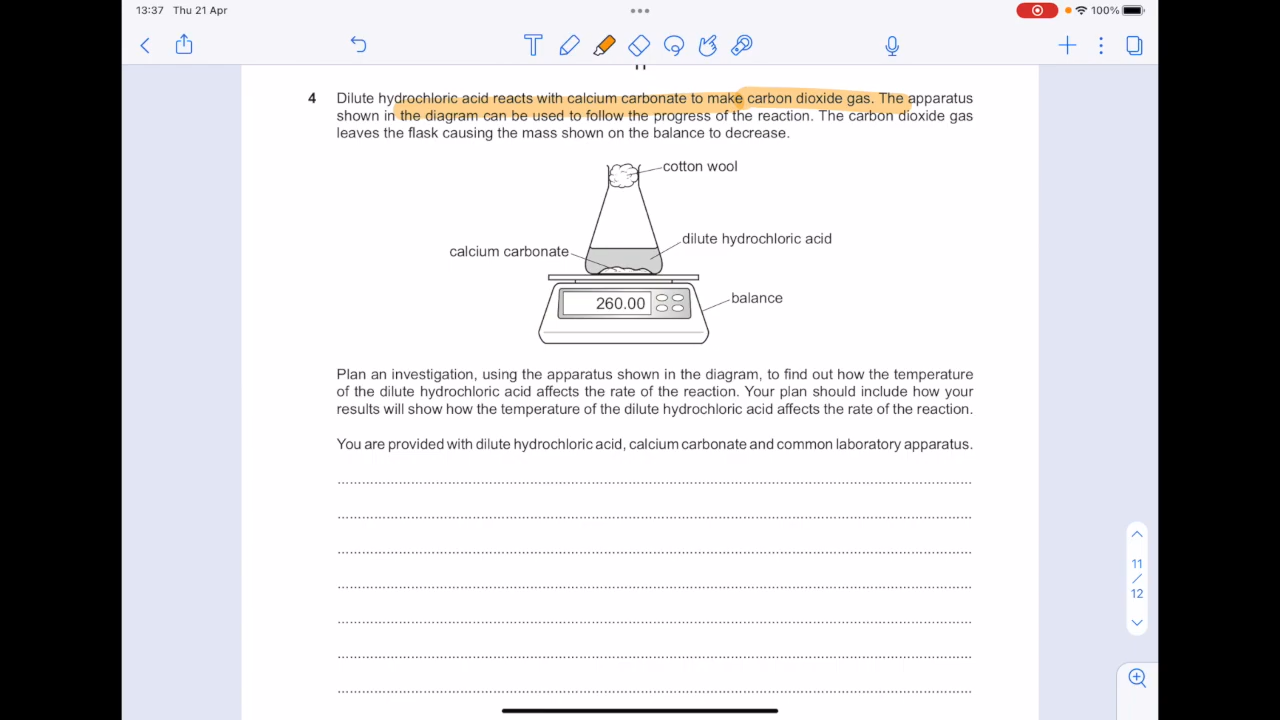 13:37 Thu 21 Apr
100%
T
4 Dilute hydrochloric acid reacts with calcium carbonate to make carbon dioxide gas. The apparatus
shown in the diagram can be used to follow the progress of the reaction. The carbon dioxide gas
leaves the flask causing the mass shown on the balance to decrease.
cotton wool
dilute hydrochloric acid
calcium carbonate
balance
260.00
Plan an investigation, using the apparatus shown in the diagram, to find out how the temperature
of the dilute hydrochloric acid affects the rate of the reaction. Your plan should include how your
results will show how the temperature of the dilute hydrochloric acid affects the rate of the reaction.
You are provided with dilute hydrochloric acid, calcium carbonate and common laboratory apparatus.
11
/
12